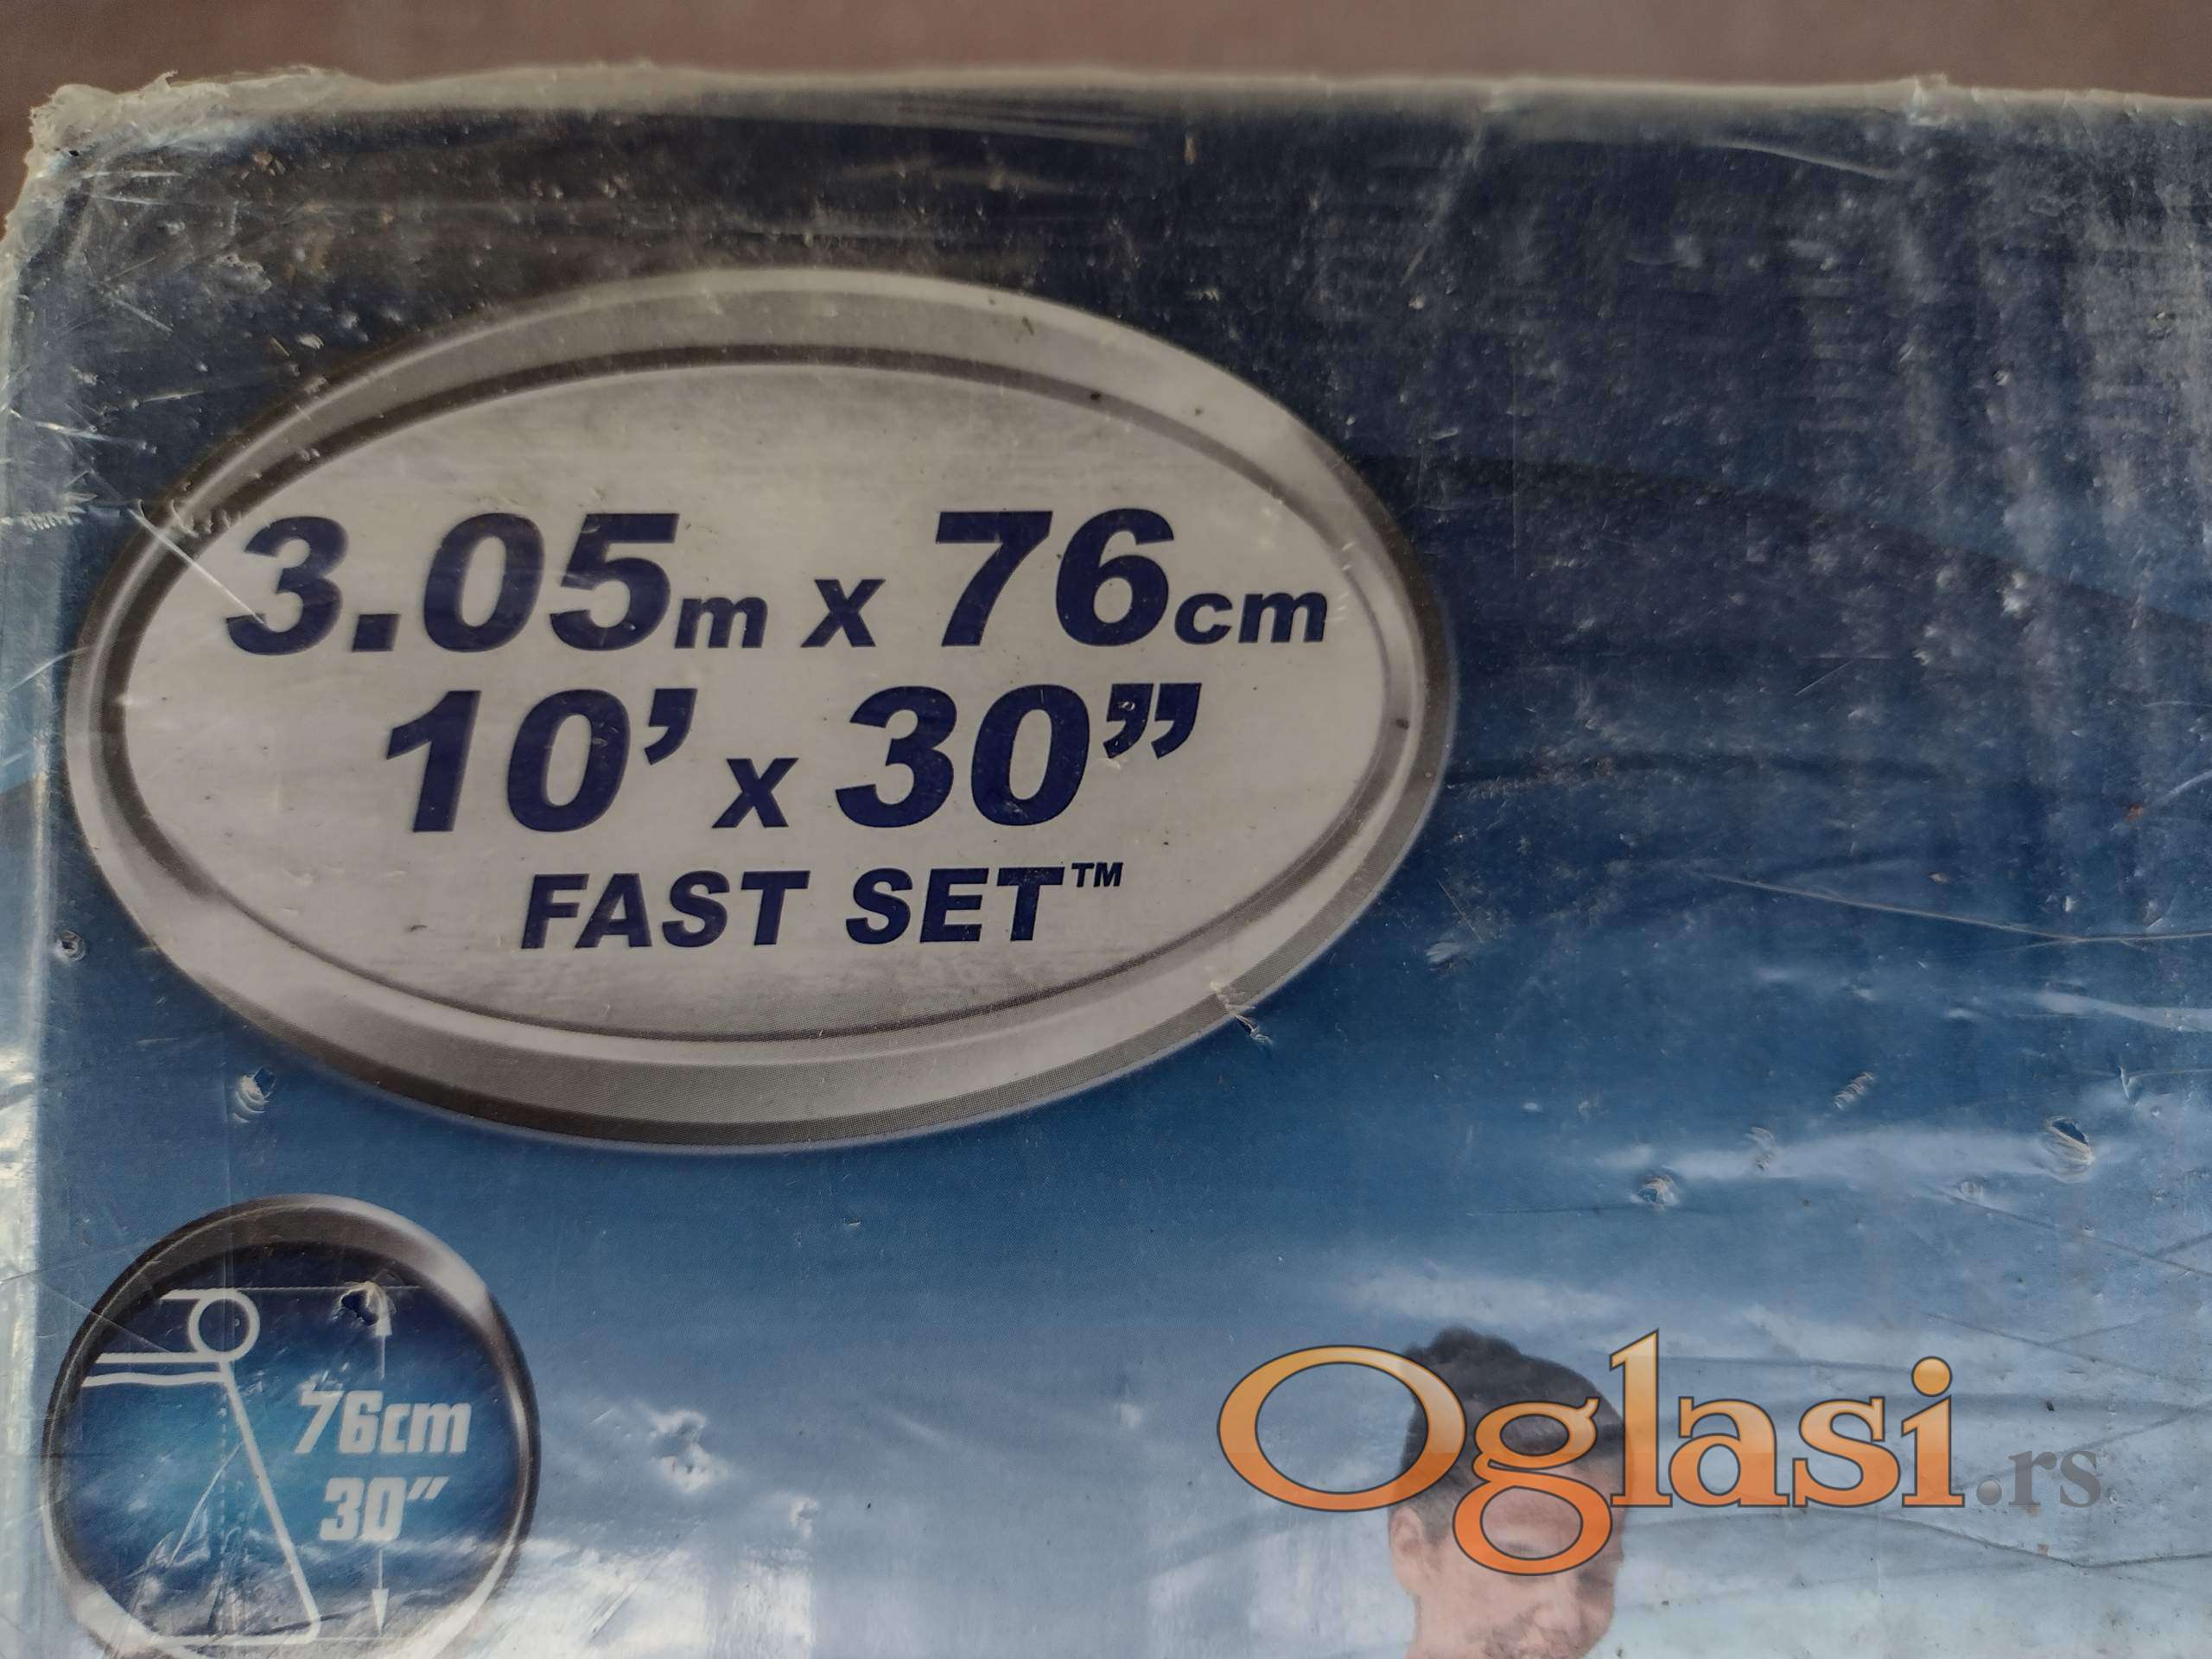 3.05m x 76cm
10’ x 30”
FAST SET™
76cm
30"
Oglasi.rs